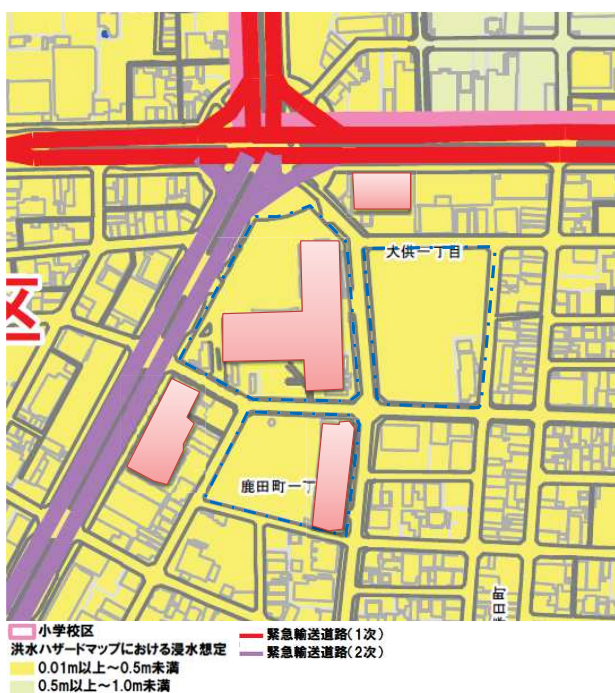 大供一丁目
区
鹿田町一丁
小学校区
洪水ハザードマップにおける浸水想定
0.01m以上～0.5m未満
0.5m以上～1.0m未満
緊急輸送道路(1次)
緊急輸送道路(2次)